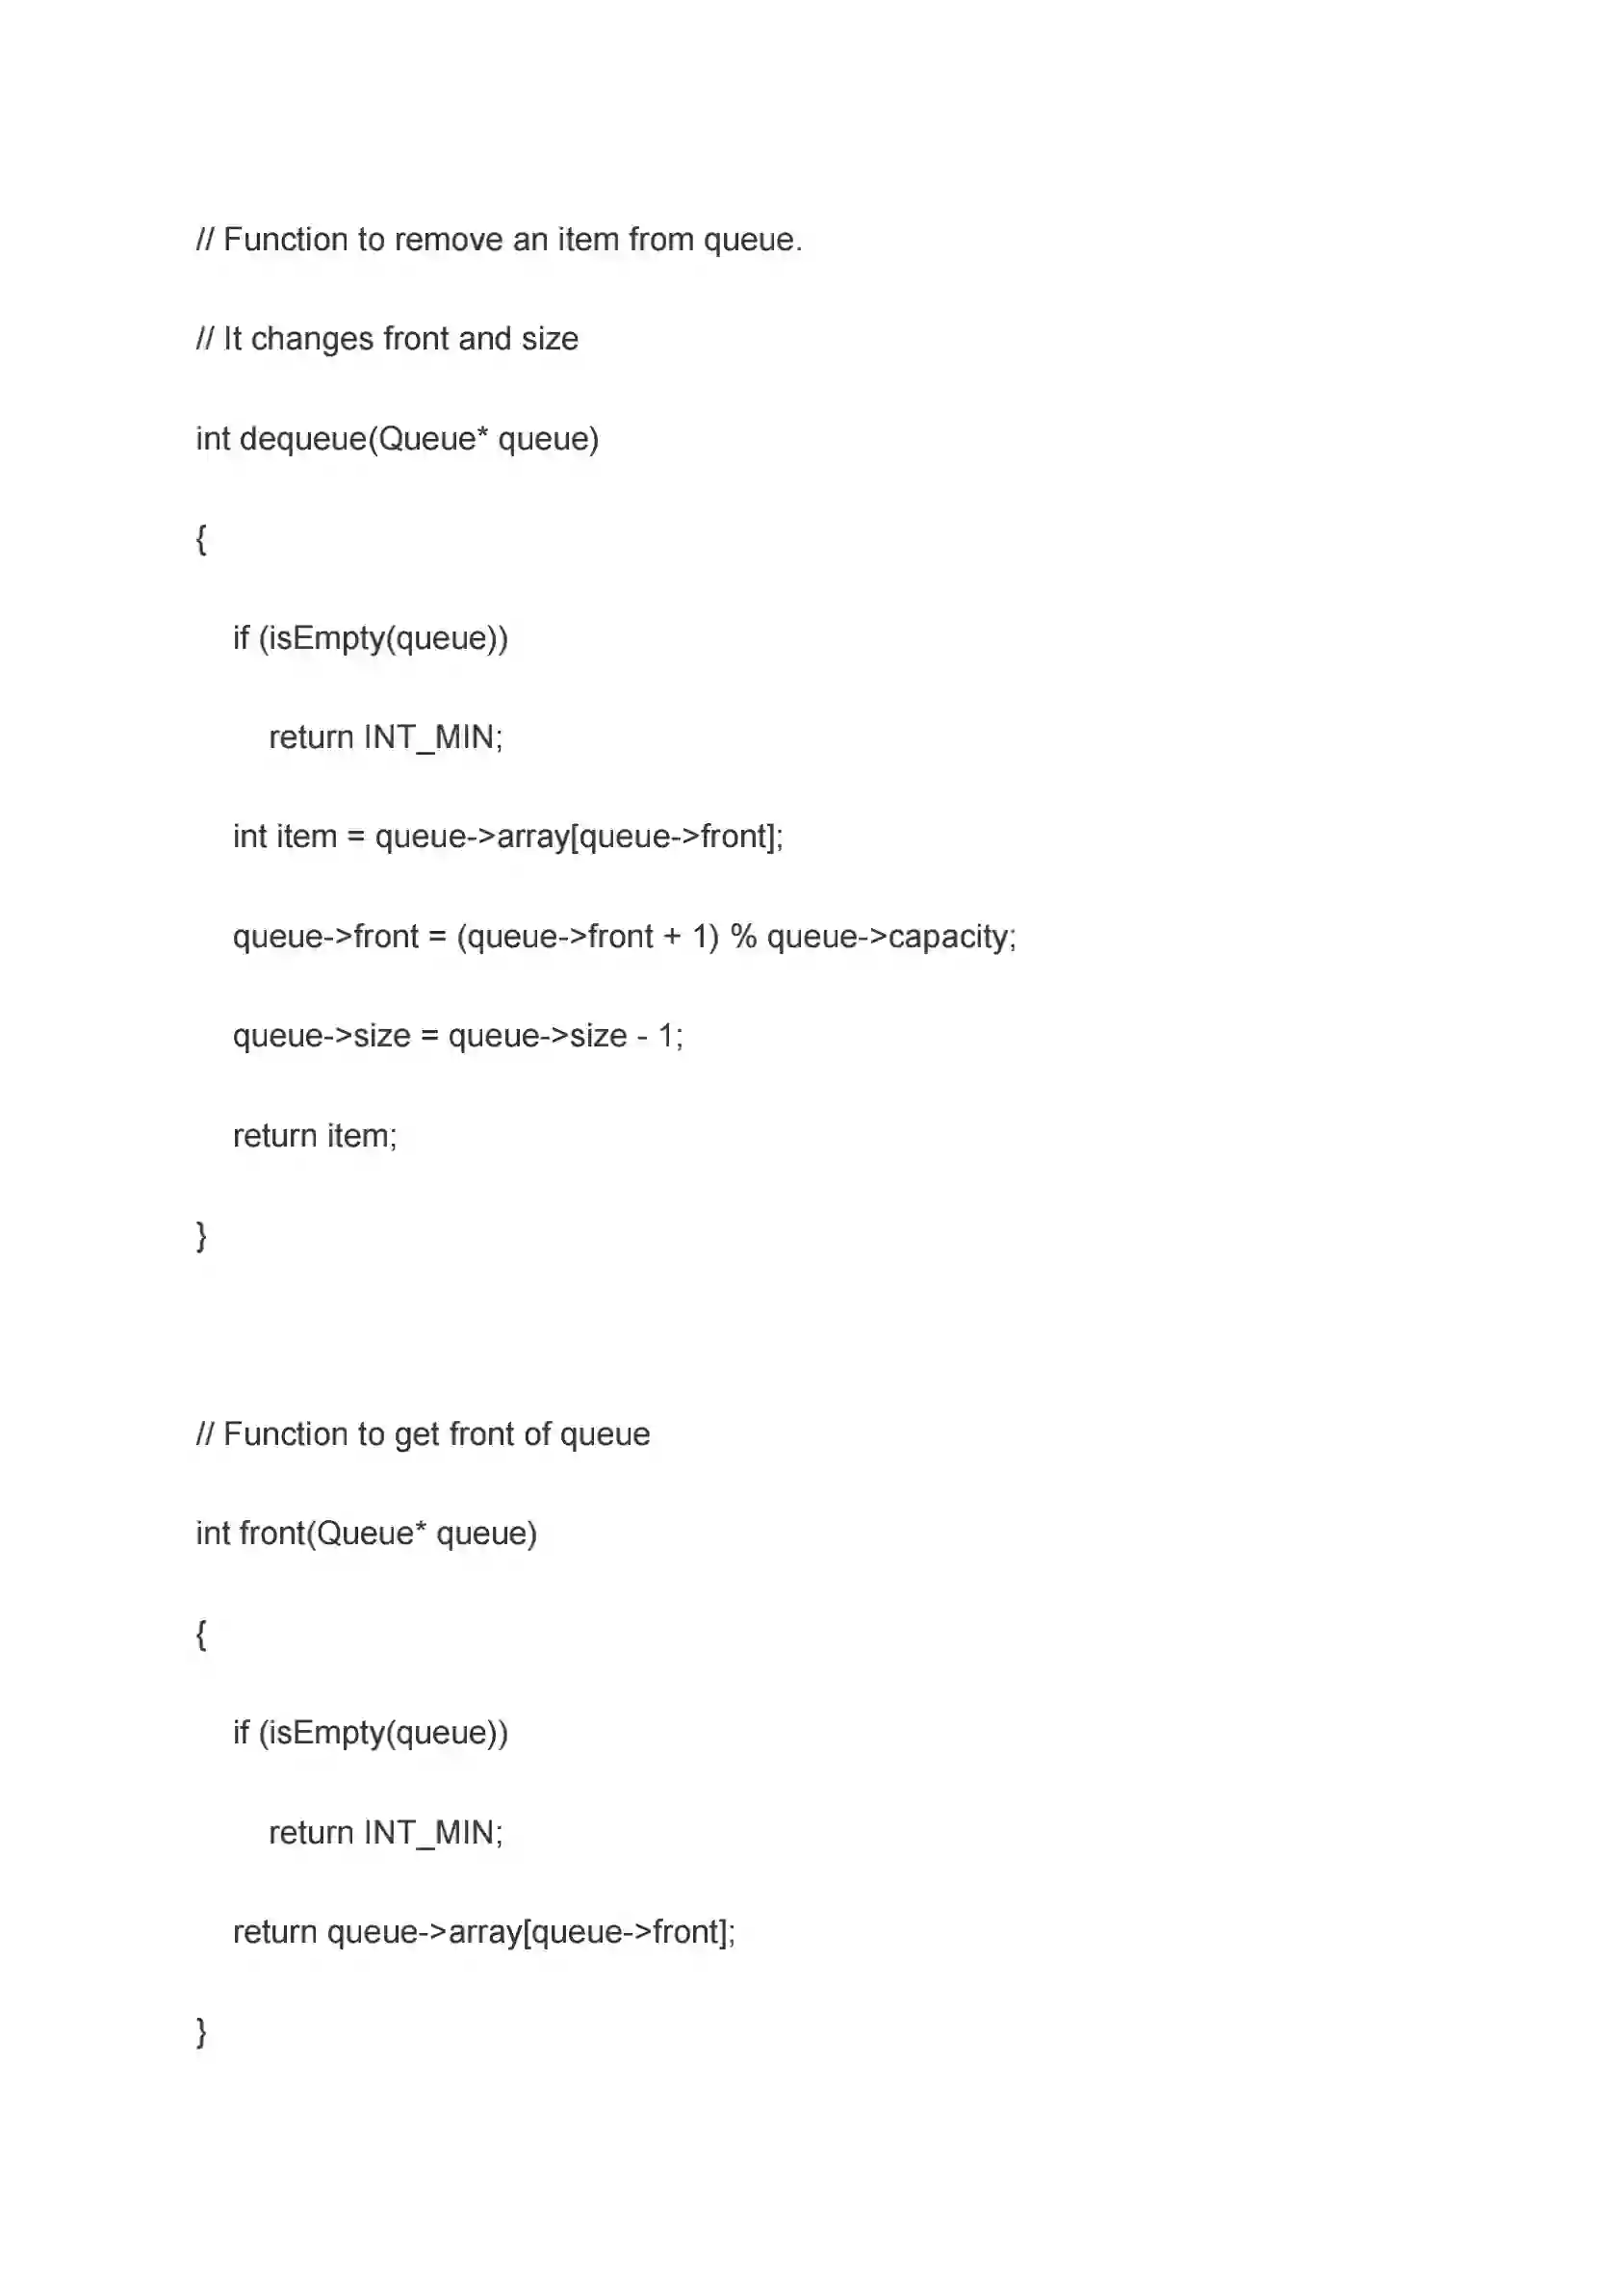 // Function to remove an item from queue.
// It changes front and size
int dequeue(Queue* queue)
{
if (isEmpty(queue))
return INT_MIN;
int item = queue->array[queue->front];
queue->front = (queue->front + 1) % queue->capacity;
queue->size = queue->size - 1;
return item;
}
// Function to get front of queue
int front(Queue* queue)
{
if (isEmpty(queue))
return INT_MIN;
return queue->array[queue->front];
}